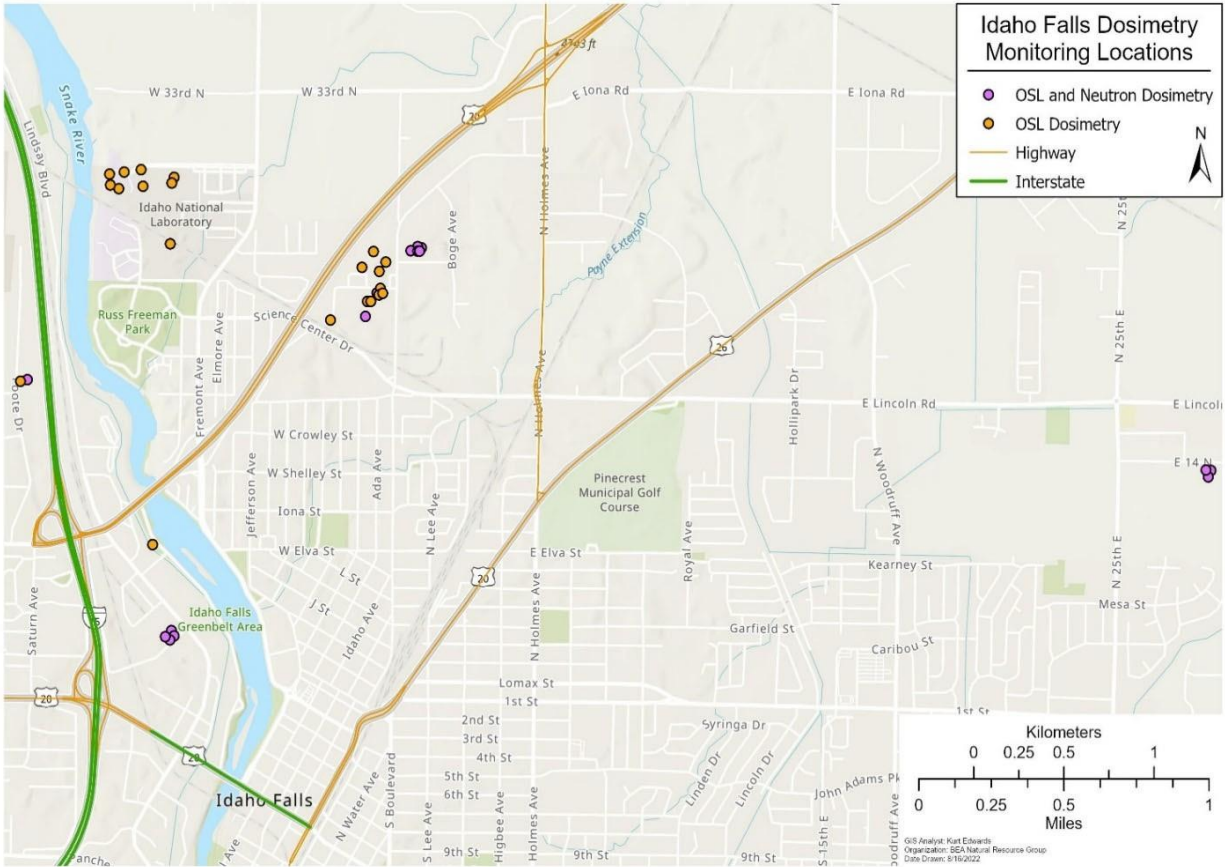 Idaho Falls Dosimetry
Monitoring Locations
OSL and Neutron Dosimetry
OSL Dosimetry
Highway
Interstate
N
W 33rd N
W 33rd N
E Iona Rd
E Iona Rd
20
Snake River
Lindsay Blvd
N Holmes Ave
Idaho National
Laboratory
Boge Ave
Payne Extension
N 25th E
Russ Freeman
Park
Elmore Ave
Science Center Dr
26
Fremont Ave
N Holmes Ave
Hollipark Dr
E Lincoln Rd
W Crowley St
W Shelley St
Ada Ave
Iona St
Jefferson Ave
N Lee Ave
Pinecrest
Municipal Golf
Course
N Woodruff Ave
E 14 N
W Elva St
E Elva St
Royal Ave
Kearney St
N 25th E
L St
J St
20
Mesa St
Saturn Ave
Idaho Falls
Greenbelt Area
Idaho Ave
N Holmes Ave
Garfield St
Caribou St
20
Lomax St
1st St
1st St
2nd St
3rd St
4th St
5th St
6th St
9th St
9th St
20
Idaho Falls
N Water Ave
S Boulevard
S Lee Ave
Higbee Ave
Holmes Ave
Syringa Dr
Linden Dr
Lincoln Dr
S 15th E
John Adams Pk
Kilometers
0 0.25 0.5 1
0 0.25 0.5 1
Miles
GIS Analyst: Kurt Edwards
Organization: BEA Natural Resource Group
Date Drawn: 8/16/2022